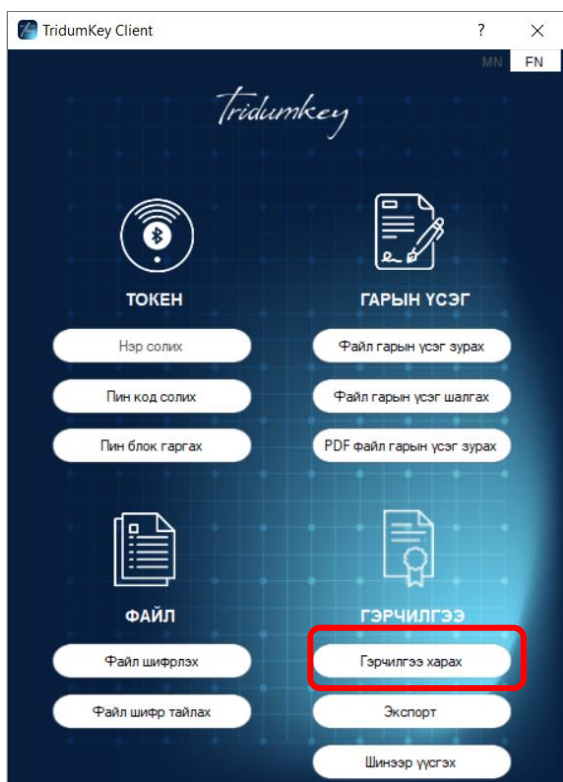 TridumKey Client
?
MN FN
Tridumkey
ТОКЕН
Нэр солих
Пин код солих
Пин блок гаргах
ГАРЫН ҮСЭГ
Файл гарын үсэг зурах
Файл гарын үсэг шалгах
PDF файл гарын үсэг зурах
ФАЙЛ
Файл шифрлэх
Файл шифр тайлах
ГЭРЧИЛГЭЭ
Гэрчилгээ харах
Экспорт
Шинээр үүсгэх